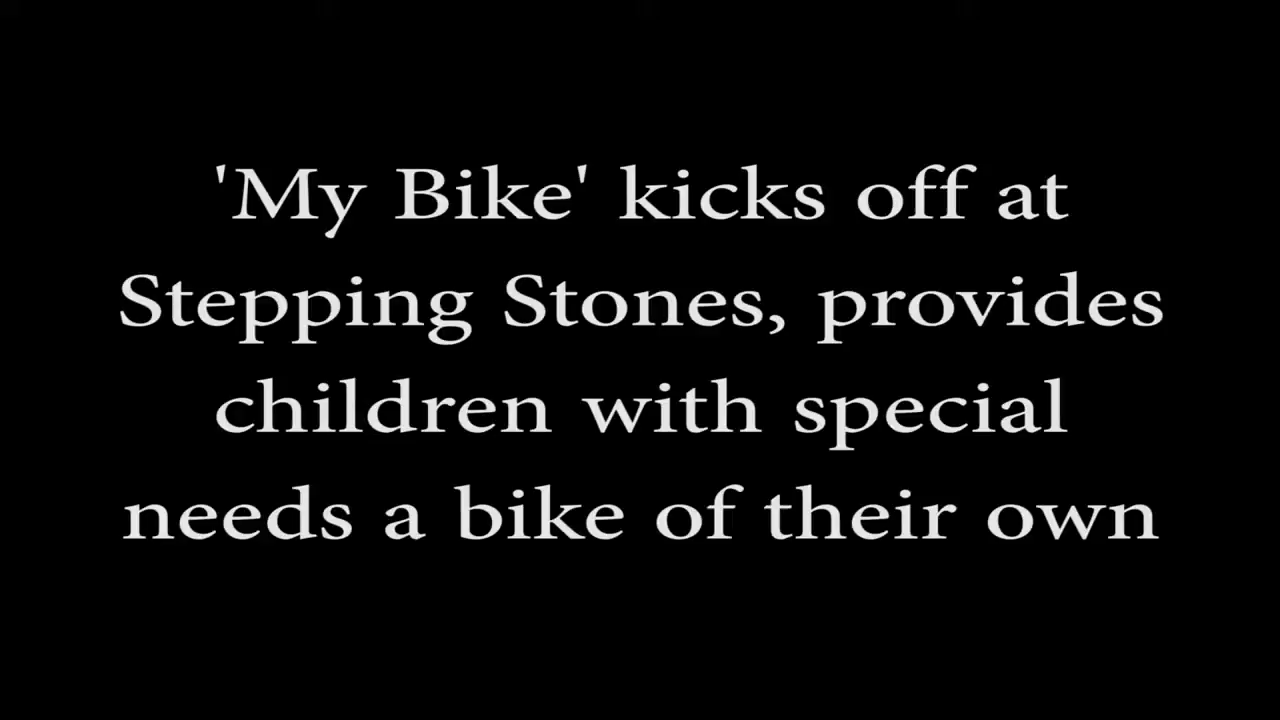 'My Bike' kicks off at
Stepping Stones, provides
children with special
needs a bike of their own